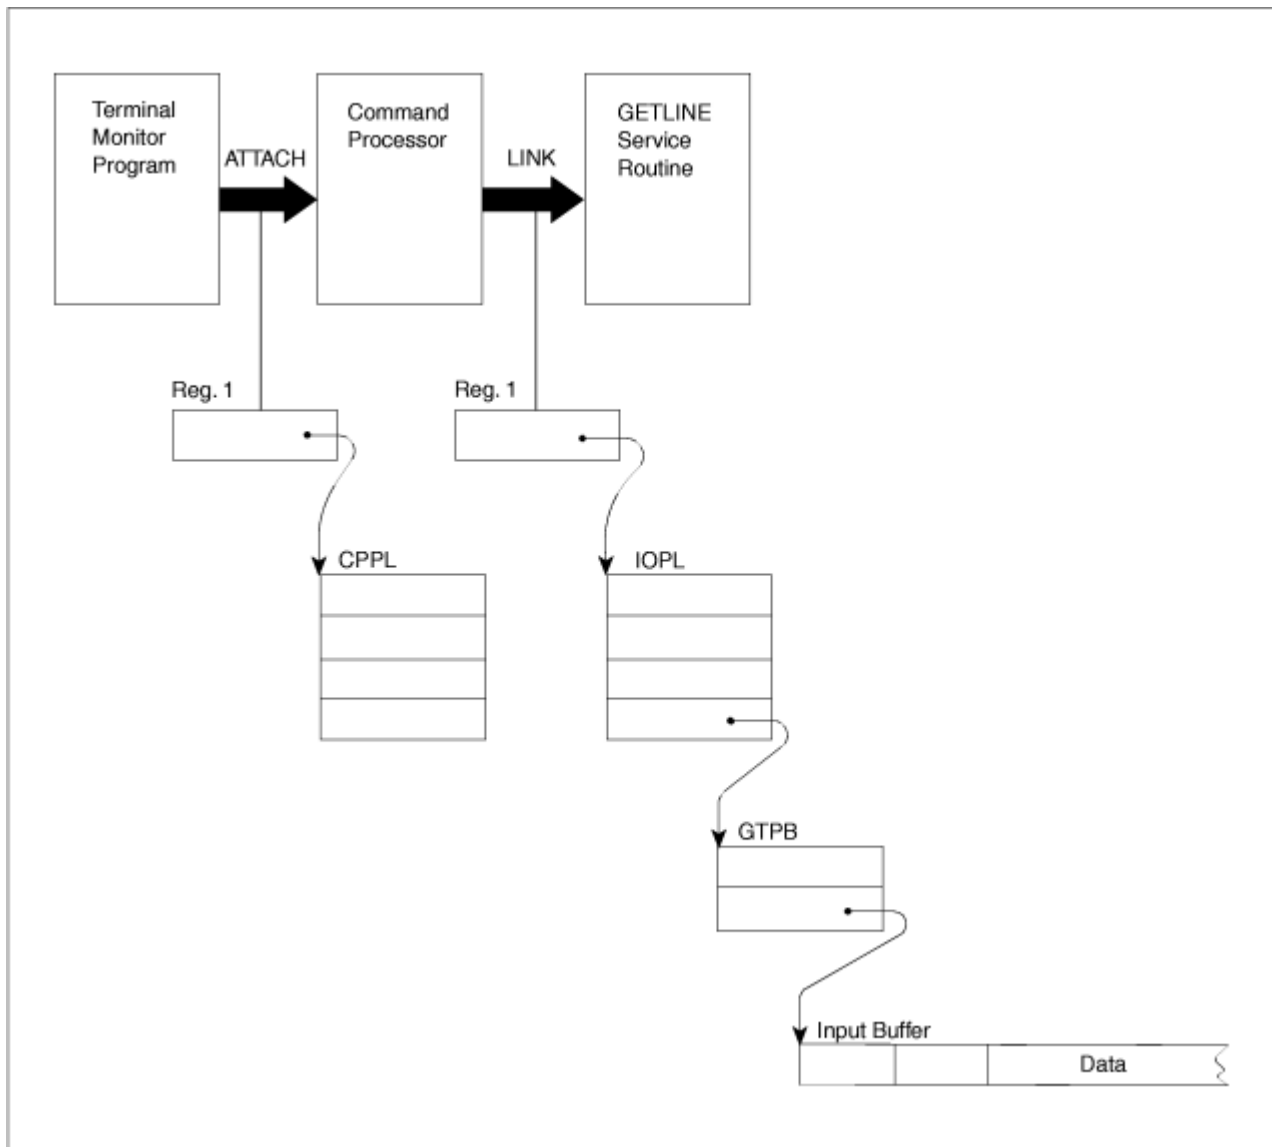 Terminal
Monitor
Program
ATTACH
Command
Processor
LINK
GETLINE
Service
Routine
Reg. 1
Reg. 1
CPPL
IOPL
GTPB
Input Buffer
Data